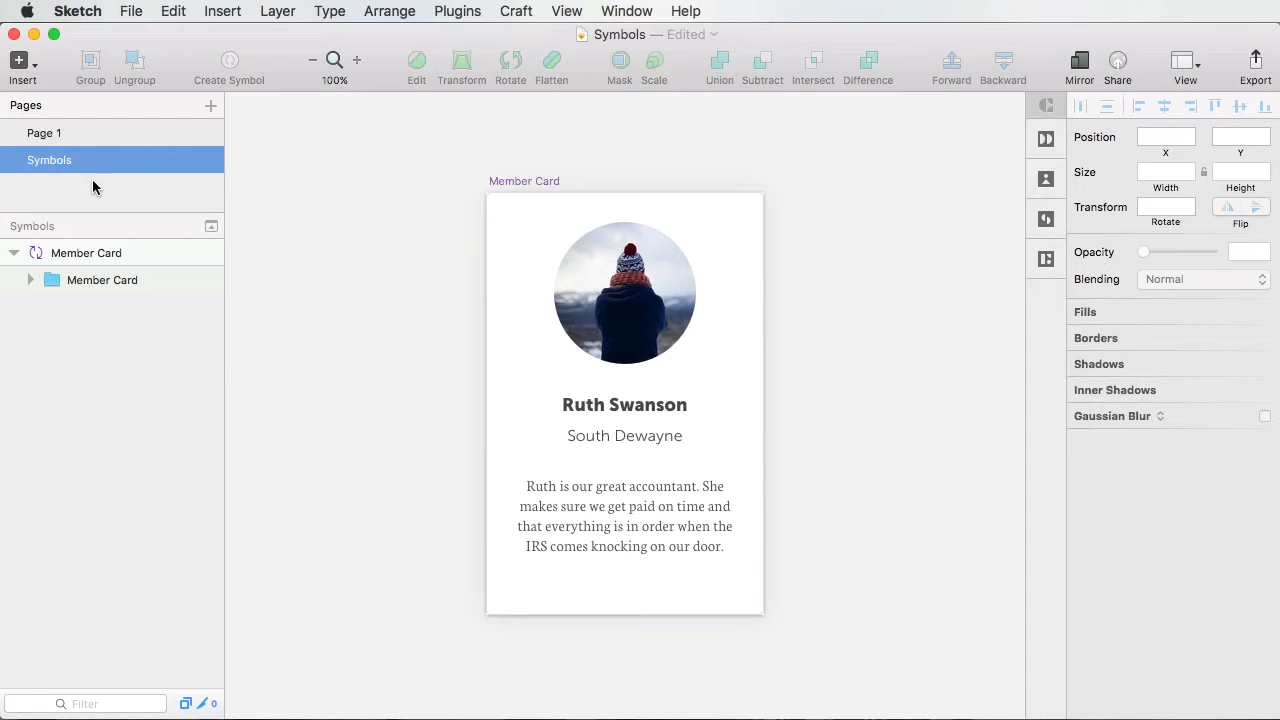 Sketch File Edit Insert Layer Type Arrange Plugins Craft View Window Help
Symbols — Edited
Insert Group Ungroup Create Symbol 100% Edit Transform Rotate Flatten Mask Scale Union Subtract Intersect Difference Forward Backward Mirror Share View Export
Pages
Page 1
Symbols
Symbols
Member Card
Member Card
Filter
0
Member Card
Ruth Swanson
South Dewayne
Ruth is our great accountant. She
makes sure we get paid on time and
that everything is in order when the
IRS comes knocking on our door.
Position
X Y
Size
Width Height
Transform
Rotate Flip
Opacity
Blending Normal
Fills
Borders
Shadows
Inner Shadows
Gaussian Blur